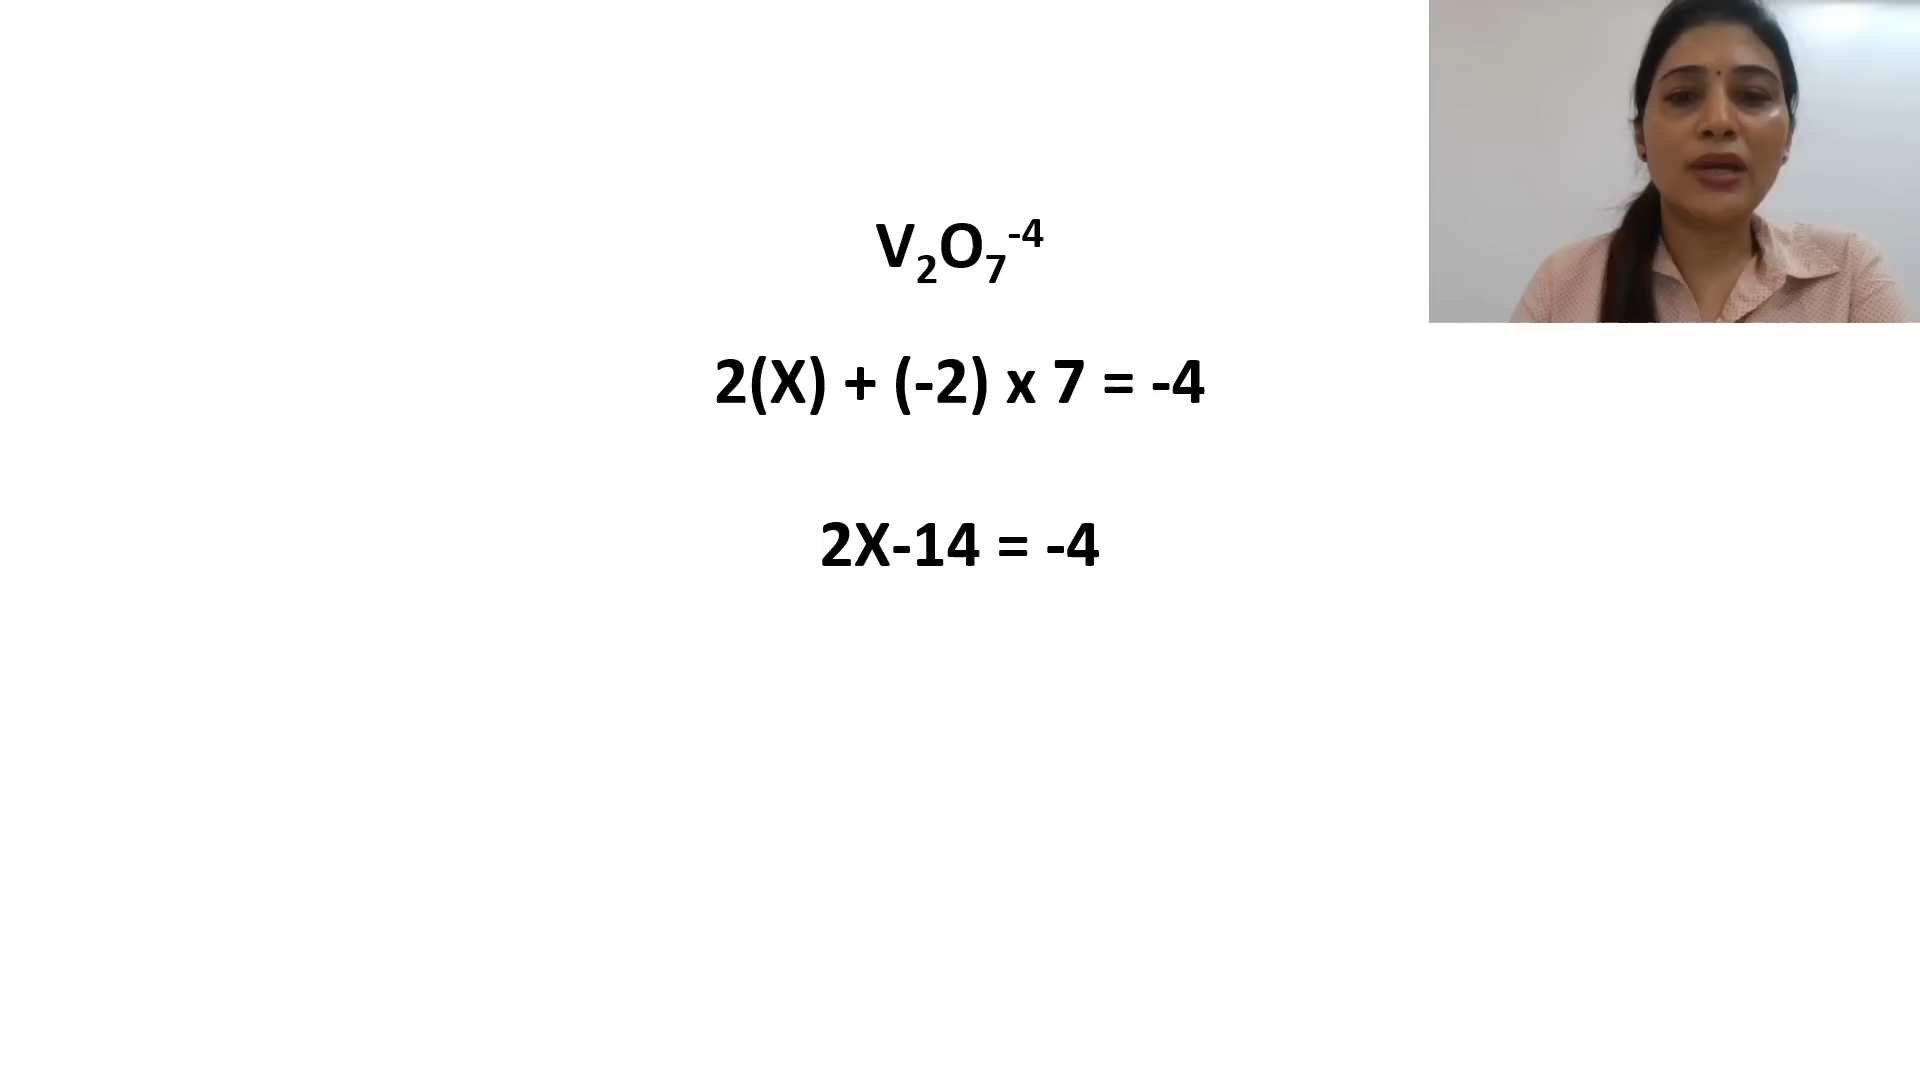 V₂O₇⁻⁴
2(X) + (-2) x 7 = -4
2X-14 = -4